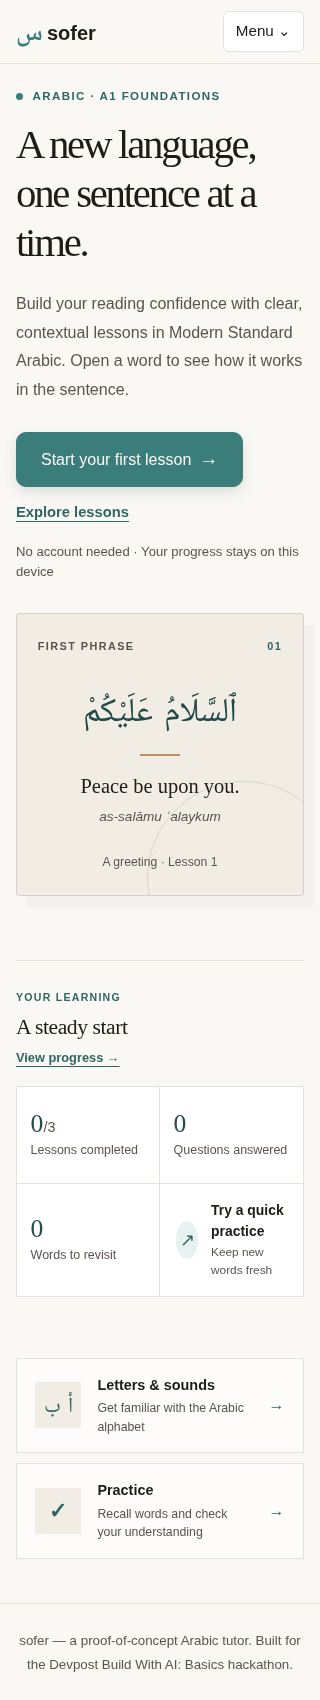 س sofer
Menu ⌄
ARABIC · A1 FOUNDATIONS
A new language,
one sentence at a
time.
Build your reading confidence with clear,
contextual lessons in Modern Standard
Arabic. Open a word to see how it works
in the sentence.
Start your first lesson →
Explore lessons
No account needed · Your progress stays on this
device
FIRST PHRASE 01
ٱلسَّلَامُ عَلَيْكُمْ
Peace be upon you.
as-salāmu ʿalaykum
A greeting · Lesson 1
YOUR LEARNING
A steady start
View progress →
0/3
Lessons completed
0
Questions answered
0
Words to revisit
↗
Try a quick
practice
Keep new
words fresh
أ ب
Letters & sounds
Get familiar with the Arabic
alphabet
→
✓
Practice
Recall words and check
your understanding
→
sofer — a proof-of-concept Arabic tutor. Built for
the Devpost Build With AI: Basics hackathon.